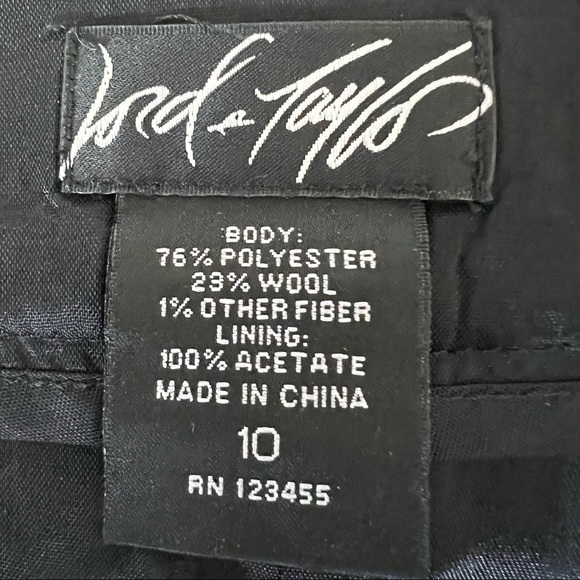 Lord & Taylor
BODY:
76% POLYESTER
23% WOOL
1% OTHER FIBER
LINING:
100% ACETATE
MADE IN CHINA
10
RN 123455